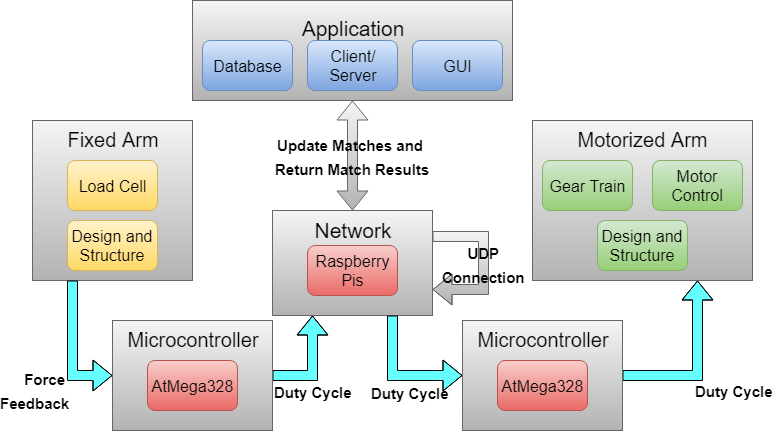 Application
Database
Client/
Server
GUI
Update Matches and
Return Match Results
Fixed Arm
Load Cell
Design and
Structure
Motorized Arm
Gear Train
Motor
Control
Design and
Structure
Network
Raspberry
Pis
UDP
Connection
Microcontroller
AtMega328
Microcontroller
AtMega328
Force
Feedback
Duty Cycle
Duty Cycle
Duty Cycle